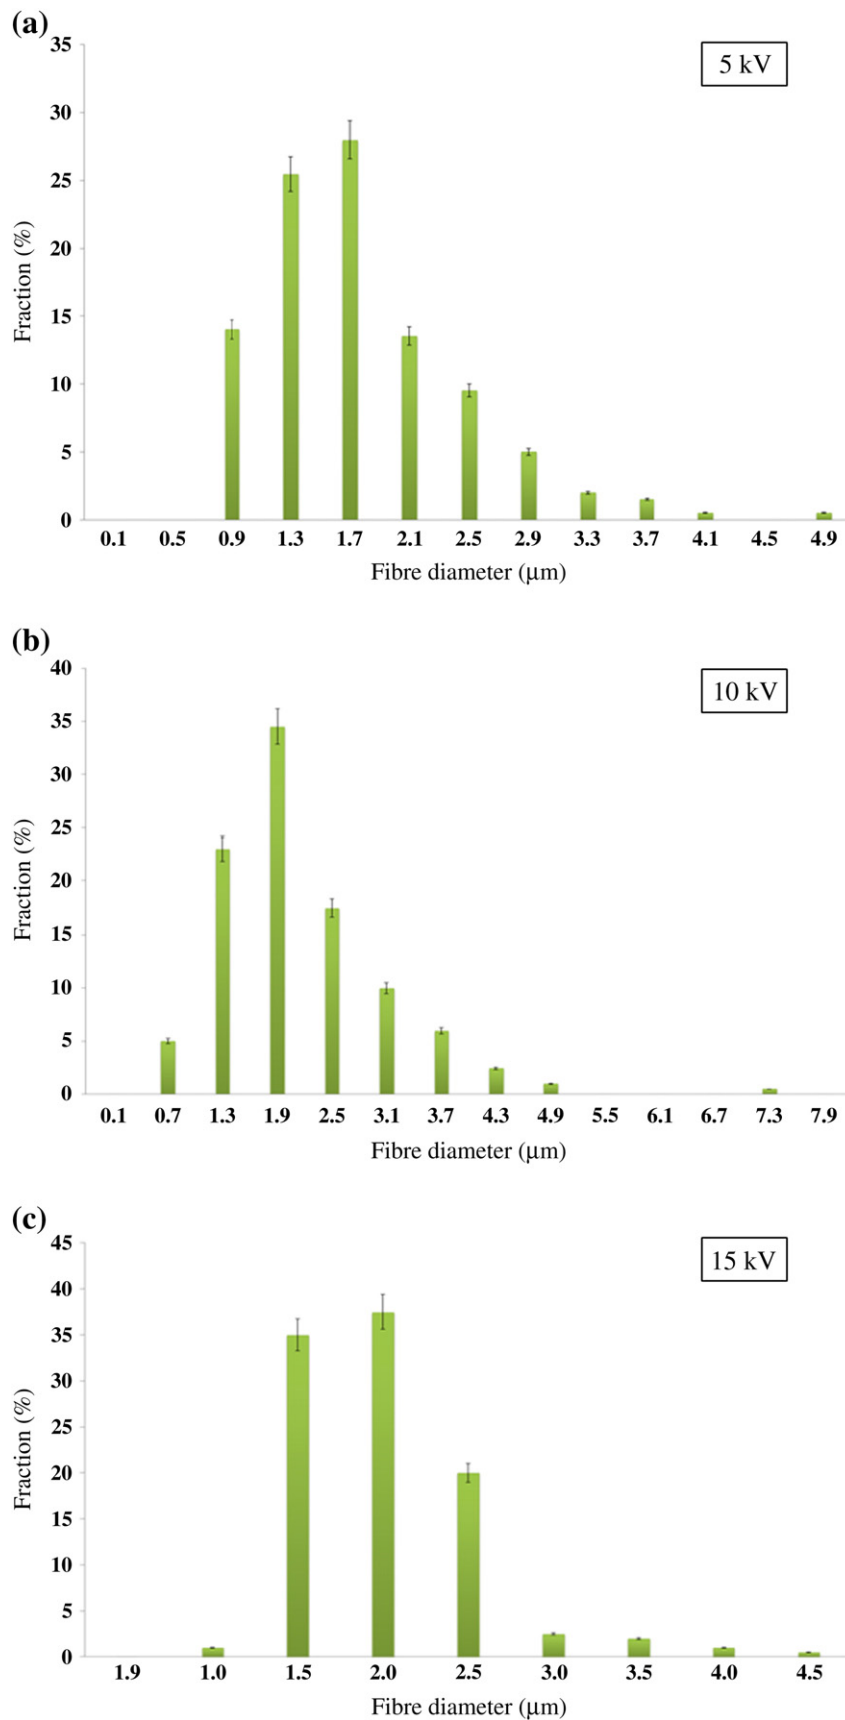 (a)
35
5 kV
30
25
20
15
10
5
0
Fraction (%)
0.1 0.5 0.9 1.3 1.7 2.1 2.5 2.9 3.3 3.7 4.1 4.5 4.9
Fibre diameter (μm)
(b)
40
10 kV
35
30
25
20
15
10
5
0
Fraction (%)
0.1 0.7 1.3 1.9 2.5 3.1 3.7 4.3 4.9 5.5 6.1 6.7 7.3 7.9
Fibre diameter (μm)
(c)
45
15 kV
40
35
30
25
20
15
10
5
0
Fraction (%)
1.9 1.0 1.5 2.0 2.5 3.0 3.5 4.0 4.5
Fibre diameter (μm)